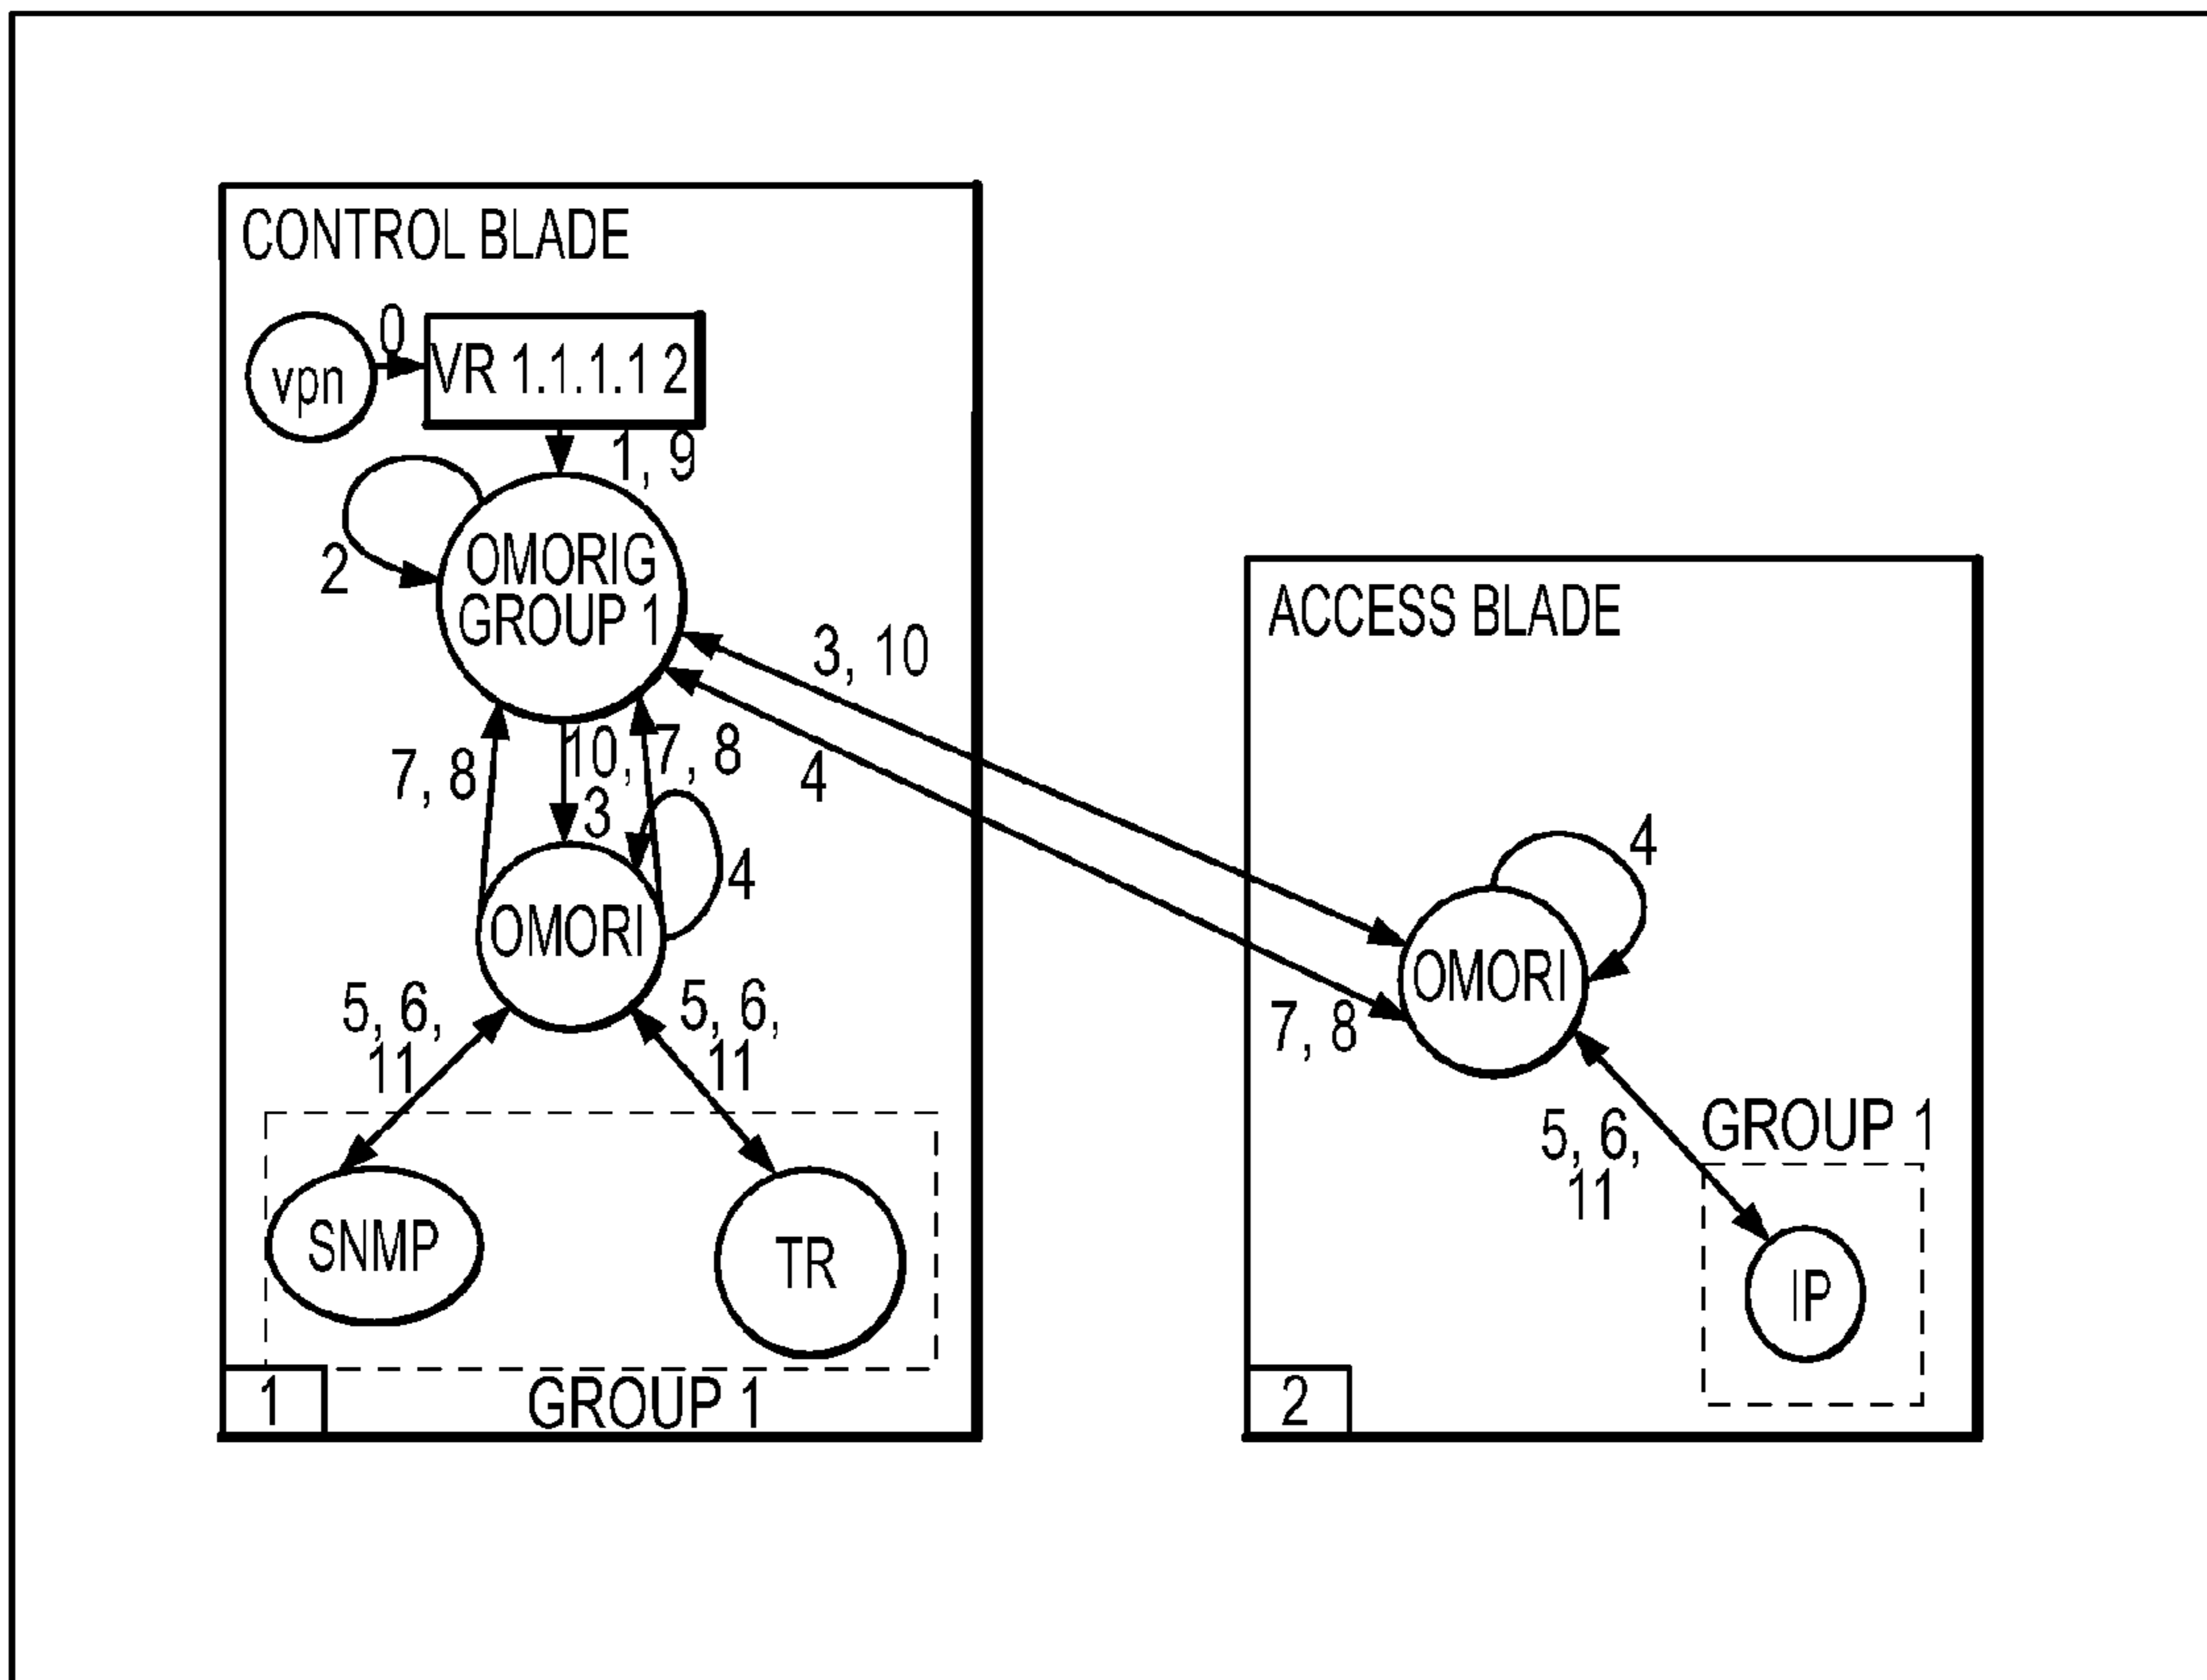 CONTROL BLADE
vpn
0
VR 1.1.1.1 2
1, 9
2
OMORIG
GROUP 1
3, 10
4
7, 8
10,
3
7, 8
4
OMORI
5, 6,
11
5, 6,
11
SNMP
TR
1
GROUP 1
ACCESS BLADE
4
OMORI
7, 8
5, 6,
11
GROUP 1
IP
2